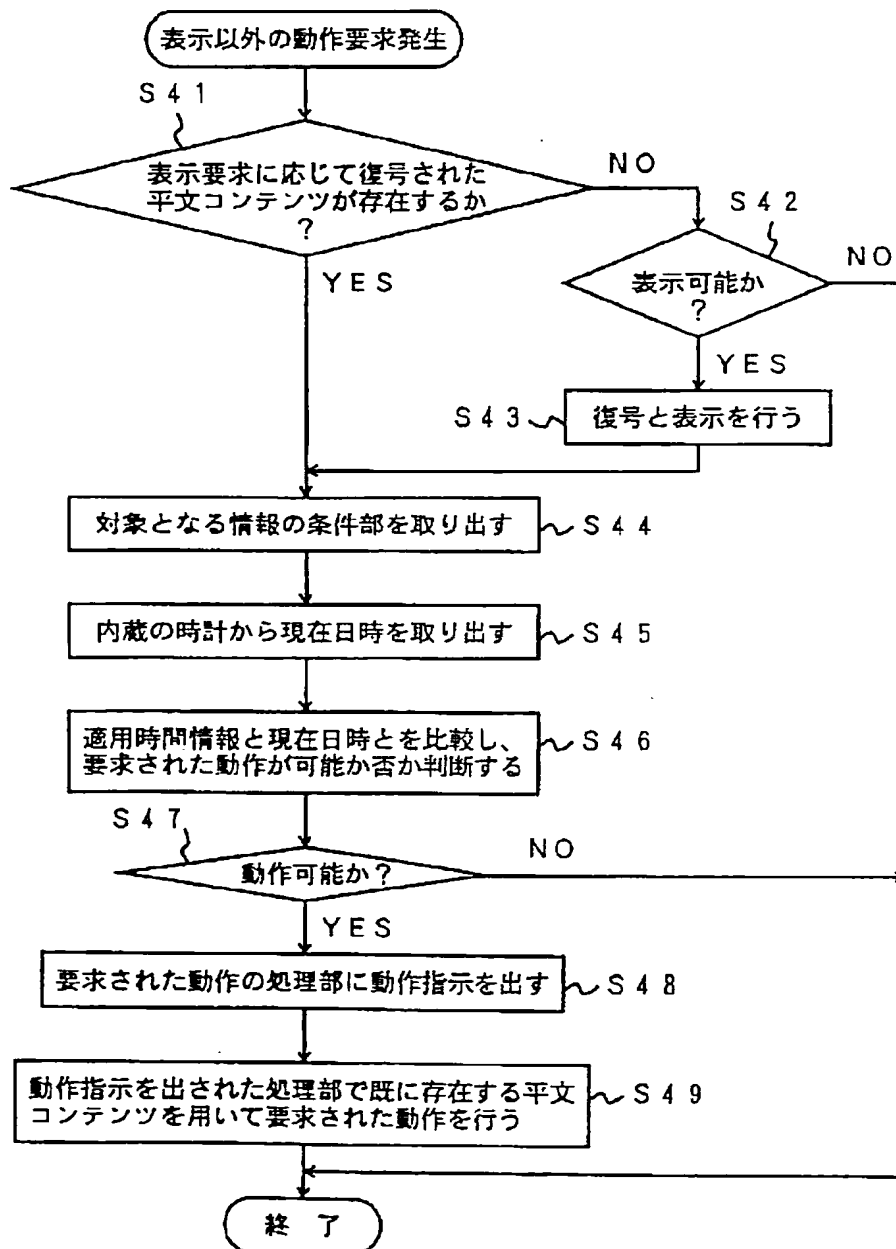 表示以外の動作要求発生
S41
表示要求に応じて復号された
平文コンテンツが存在するか
?
NO
YES
S42
表示可能か
?
NO
YES
S43
復号と表示を行う
対象となる情報の条件部を取り出す
S44
内蔵の時計から現在日時を取り出す
S45
適用時間情報と現在日時とを比較し、
要求された動作が可能か否か判断する
S46
S47
動作可能か?
NO
YES
要求された動作の処理部に動作指示を出す
S48
動作指示を出された処理部で既に存在する平文
コンテンツを用いて要求された動作を行う
S49
終了